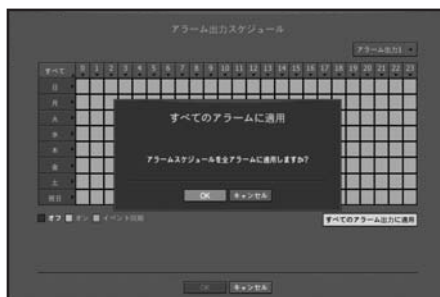 アラーム出力スケジュール
アラーム出力1
すべて 0 1 2 3 4 5 6 7 8 9 10 11 12 13 14 15 16 17 18 19 20 21 22 23
日
月
火
水
木
金
土
祝日
すべてのアラームに適用
アラームスケジュールを全アラームに適用しますか?
OK キャンセル
オフ オン イベント同期
すべてのアラーム出力に適用
OK キャンセル